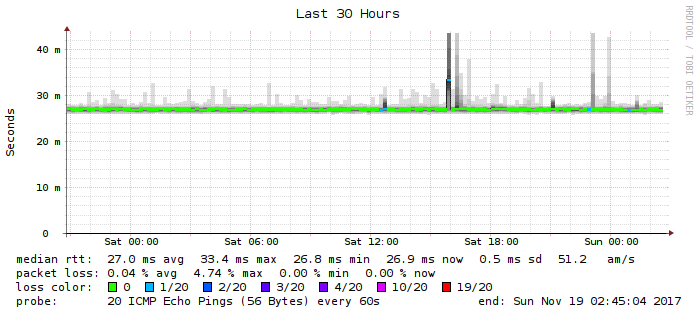 Last 30 Hours
RRDTOOL / TOBI OETIKER
Seconds
40 m
30 m
20 m
10 m
0
Sat 00:00 Sat 06:00 Sat 12:00 Sat 18:00 Sun 00:00
median rtt: 27.0 ms avg 33.4 ms max 26.8 ms min 26.9 ms now 0.5 ms sd 51.2 am/s
packet loss: 0.04 % avg 4.74 % max 0.00 % min 0.00 % now
loss color: 0 1/20 2/20 3/20 4/20 10/20 19/20
probe: 20 ICMP Echo Pings (56 Bytes) every 60s end: Sun Nov 19 02:45:04 2017